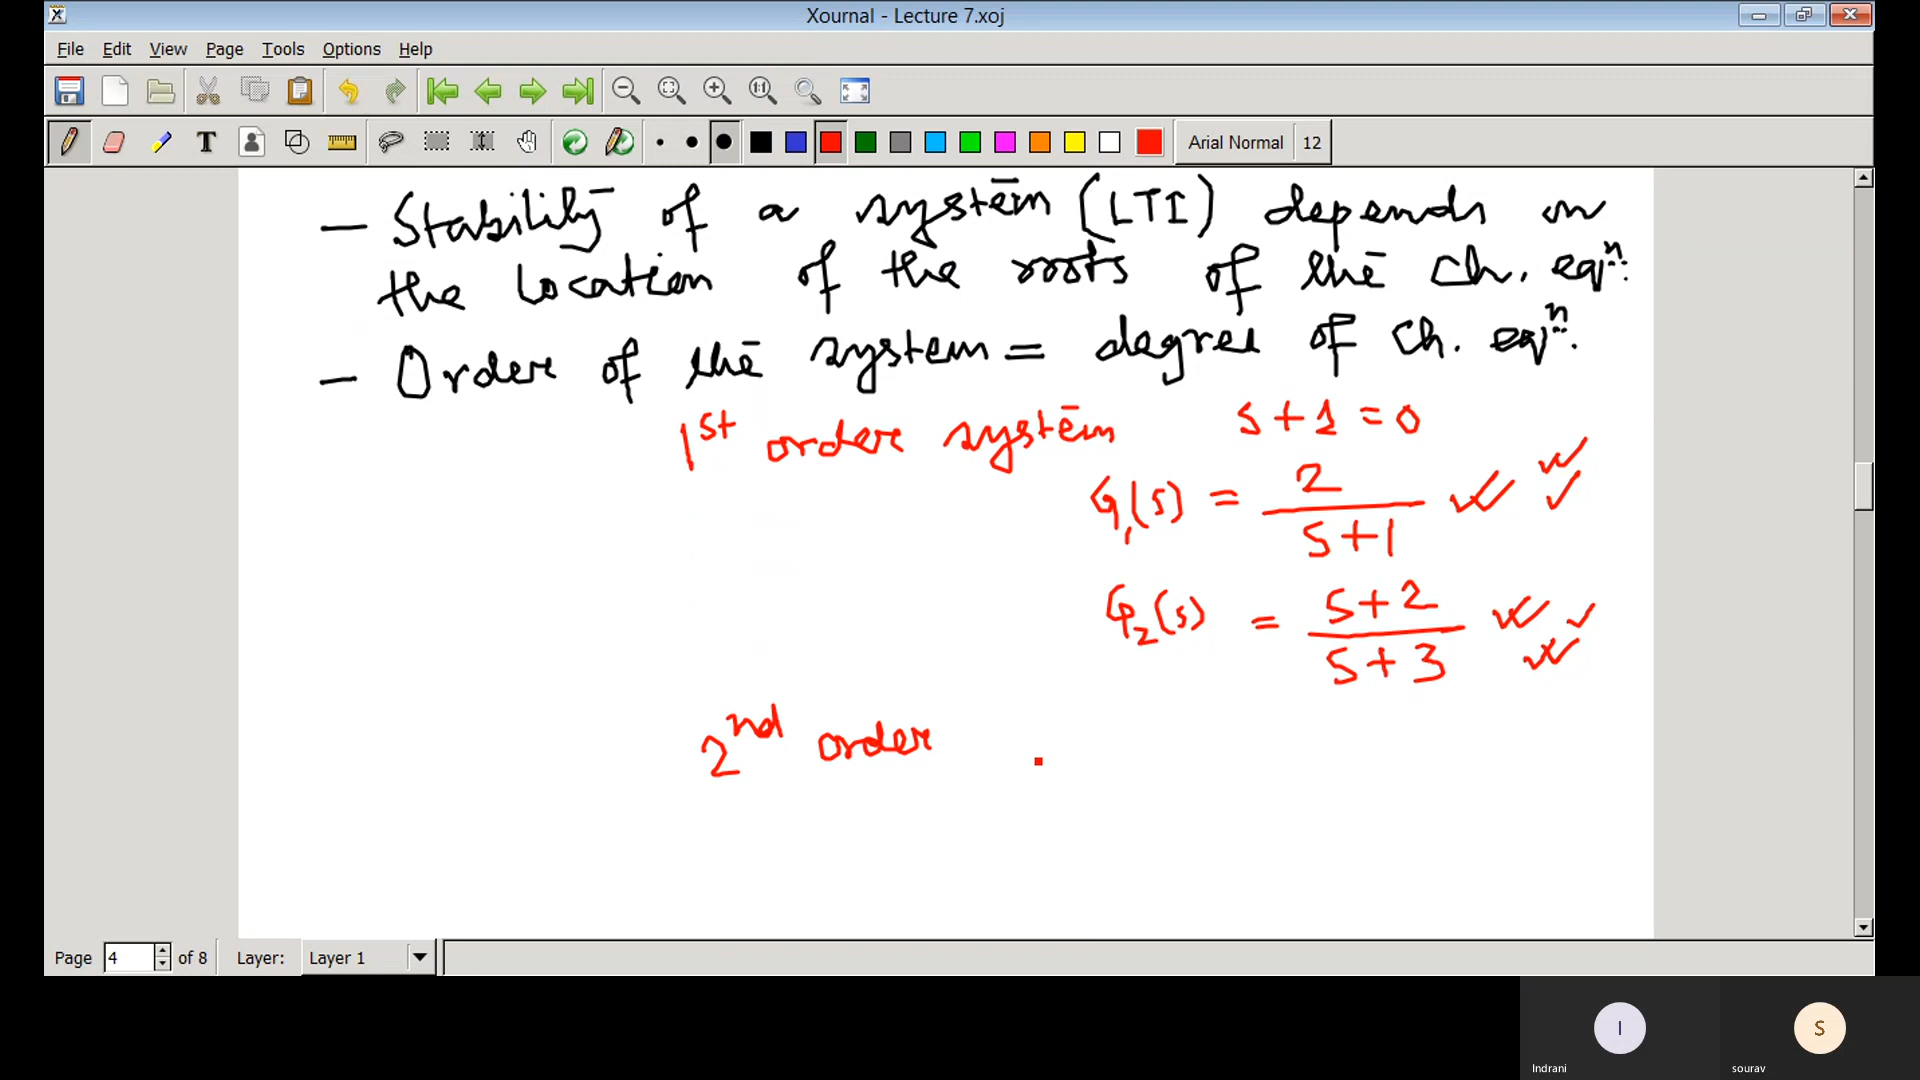 Xournal - Lecture 7.xoj
File Edit View Page Tools Options Help
Arial Normal 12
- Stability of a system (LTI) depends on
the location of the roots of the ch. eqn.
- Order of the system = degree of ch. eqn.
1st order system s+1=0
G1(s) = 2/(s+1)
G2(s) = (s+2)/(s+3)
2nd order
Page 4 of 8 Layer: Layer 1
I S
Indrani sourav